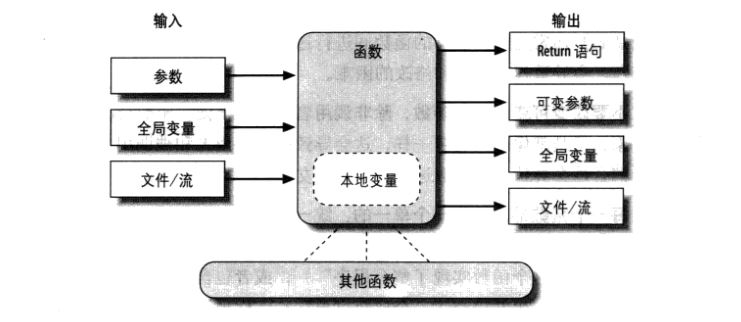 输入
输出
函数
参数
全局变量
文件/流
本地变量
Return 语句
可变参数
全局变量
文件/流
其他函数